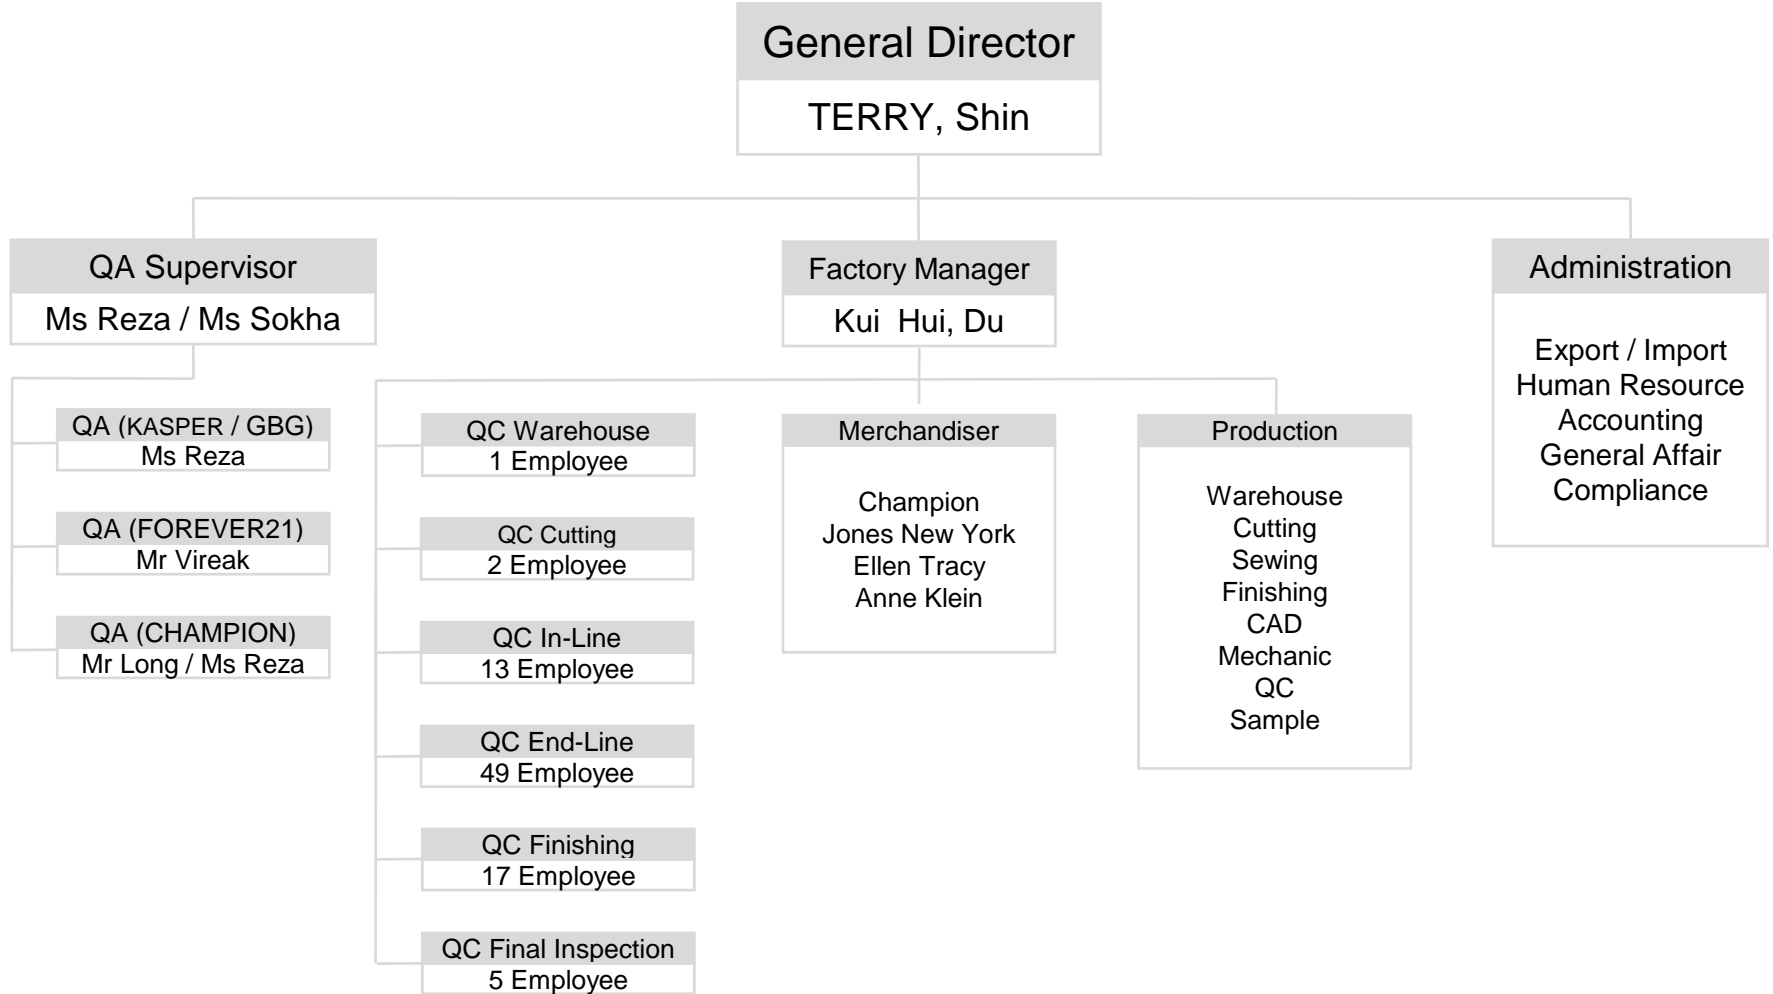 General Director
TERRY, Shin
QA Supervisor
Ms Reza / Ms Sokha
QA (KASPER / GBG)
Ms Reza
QA (FOREVER21)
Mr Vireak
QA (CHAMPION)
Mr Long / Ms Reza
Factory Manager
Kui  Hui, Du
QC Warehouse
1 Employee
QC Cutting
2 Employee
QC In-Line
13 Employee
QC End-Line
49 Employee
QC Finishing
17 Employee
QC Final Inspection
5 Employee
Merchandiser
Champion
Jones New York
Ellen Tracy
Anne Klein
Production
Warehouse
Cutting
Sewing
Finishing
CAD
Mechanic
QC
Sample
Administration
Export / Import
Human Resource
Accounting
General Affair
Compliance